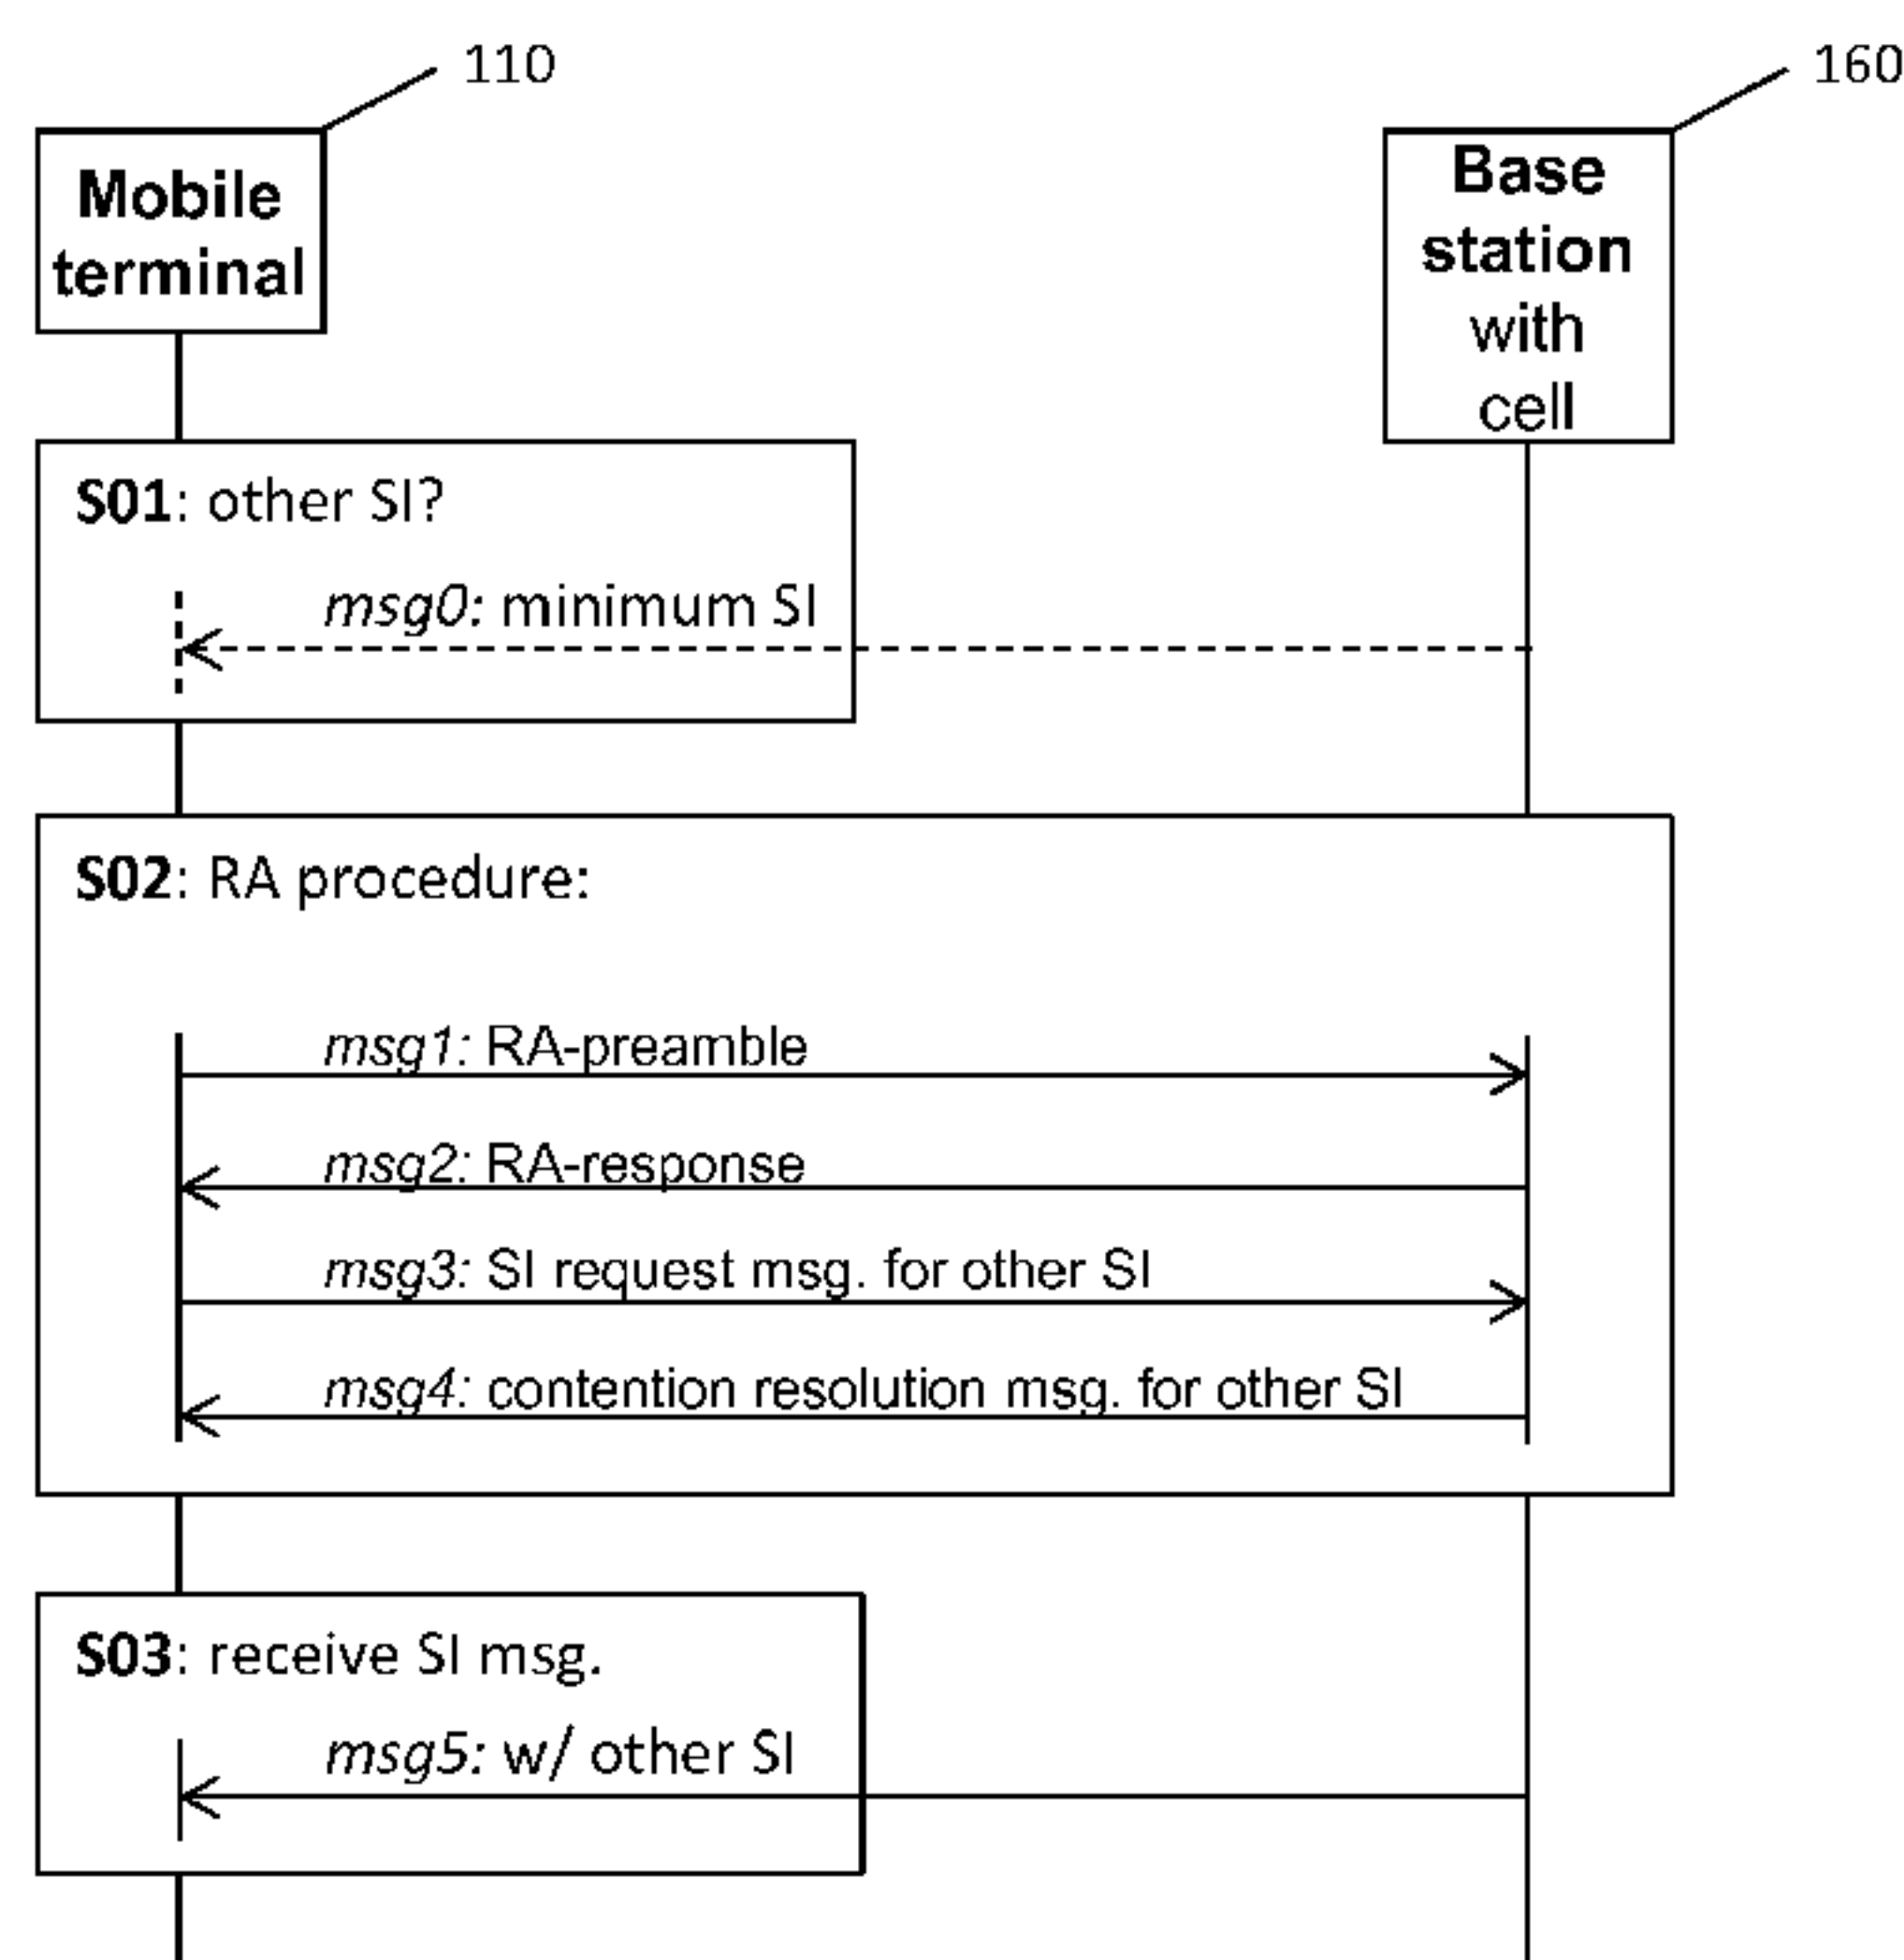 110
160
Mobile
terminal
Base
station
with
cell
S01: other SI?
msg0: minimum SI
S02: RA procedure:
msg1: RA-preamble
msg2: RA-response
msg3: SI request msg. for other SI
msg4: contention resolution msg. for other SI
S03: receive SI msg.
msg5: w/ other SI